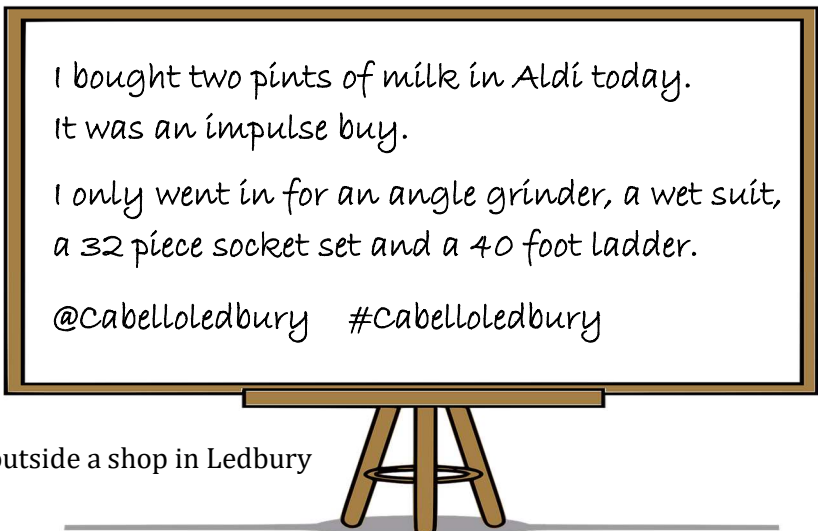 I bought two pints of milk in Aldi today.
It was an impulse buy.
I only went in for an angle grinder, a wet suit,
a 32 piece socket set and a 40 foot ladder.
@Cabelloledbury #Cabelloledbury
outside a shop in Ledbury